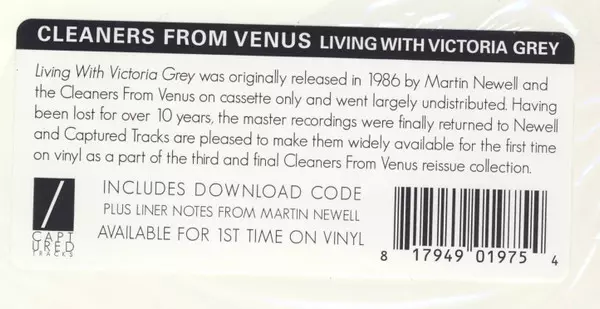 CLEANERS FROM VENUS LIVING WITH VICTORIA GREY
Living With Victoria Grey was originally released in 1986 by Martin Newell and
the Cleaners From Venus on cassette only and went largely undistributed. Having
been lost for over 10 years, the master recordings were finally returned to Newell
and Captured Tracks are pleased to make them widely available for the first time
on vinyl as a part of the third and final Cleaners From Venus reissue collection.
INCLUDES DOWNLOAD CODE
PLUS LINER NOTES FROM MARTIN NEWELL
AVAILABLE FOR 1ST TIME ON VINYL
CAPT
URED
TRACKS
8 17949 01975 4